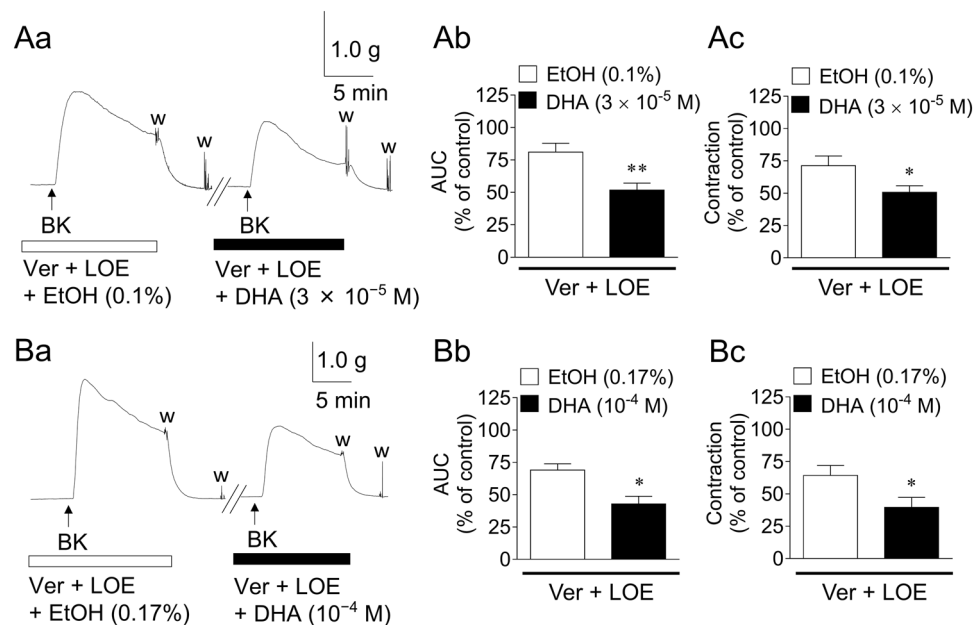 Aa
1.0 g
5 min
w
w
w
w
BK
BK
Ver + LOE
+ EtOH (0.1%)
Ver + LOE
+ DHA (3 × 10⁻⁵ M)
Ab
EtOH (0.1%)
DHA (3 × 10⁻⁵ M)
AUC
(% of control)
125
100
75
50
25
0
**
Ver + LOE
Ac
EtOH (0.1%)
DHA (3 × 10⁻⁵ M)
Contraction
(% of control)
125
100
75
50
25
0
*
Ver + LOE
Ba
1.0 g
5 min
w
w
w
w
BK
BK
Ver + LOE
+ EtOH (0.17%)
Ver + LOE
+ DHA (10⁻⁴ M)
Bb
EtOH (0.17%)
DHA (10⁻⁴ M)
AUC
(% of control)
125
100
75
50
25
0
*
Ver + LOE
Bc
EtOH (0.17%)
DHA (10⁻⁴ M)
Contraction
(% of control)
125
100
75
50
25
0
*
Ver + LOE